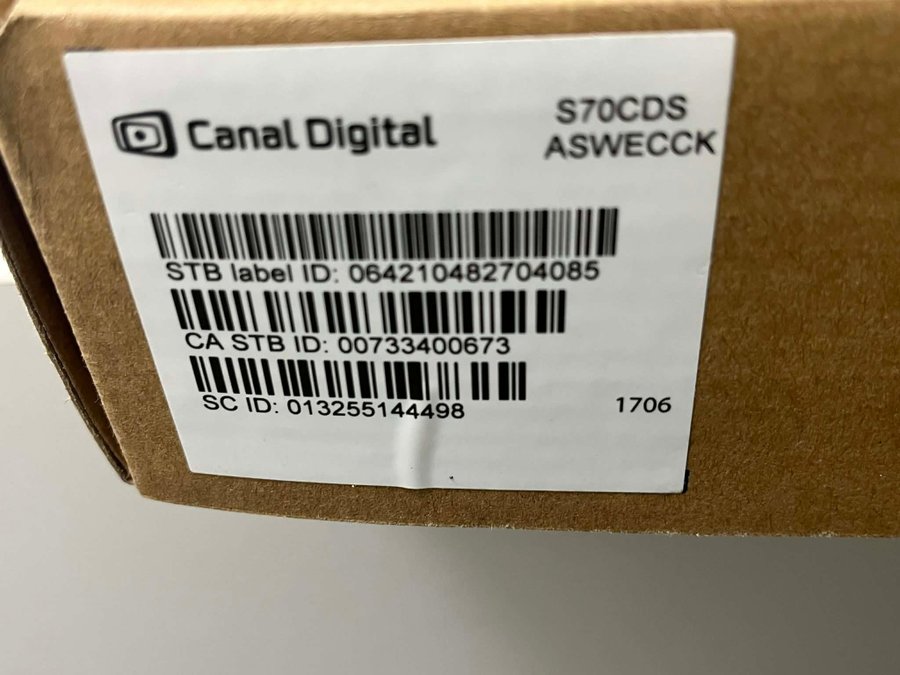 Canal Digital
S70CDS
ASWECCK
STB label ID: 064210482704085
CA STB ID: 00733400673
SC ID: 013255144498
1706